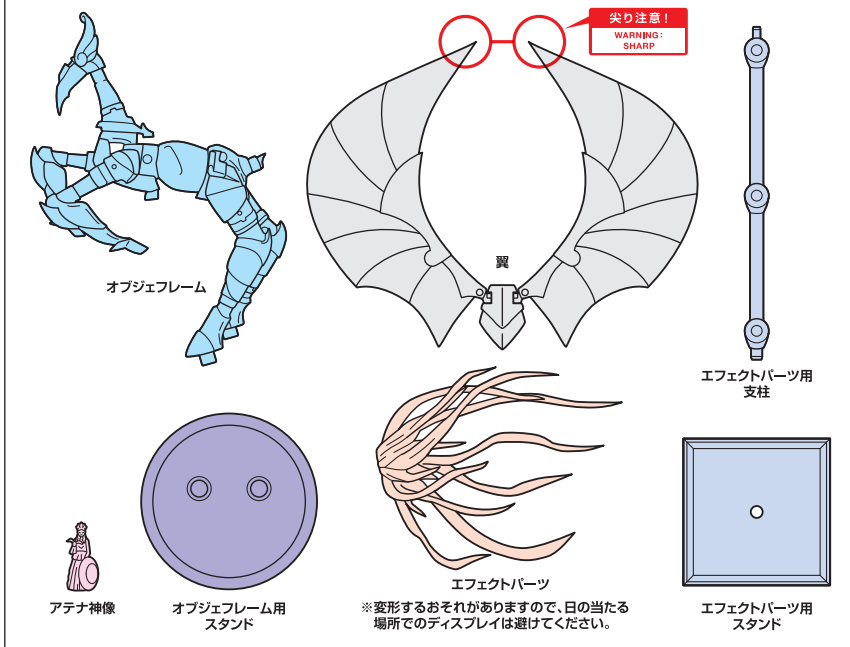 尖り注意！
WARNING:
SHARP
オブジェフレーム
翼
エフェクトパーツ用
支柱
アテナ神像
オブジェフレーム用
スタンド
エフェクトパーツ
※変形するおそれがありますので、日の当たる
場所でのディスプレイは避けてください。
エフェクトパーツ用
スタンド